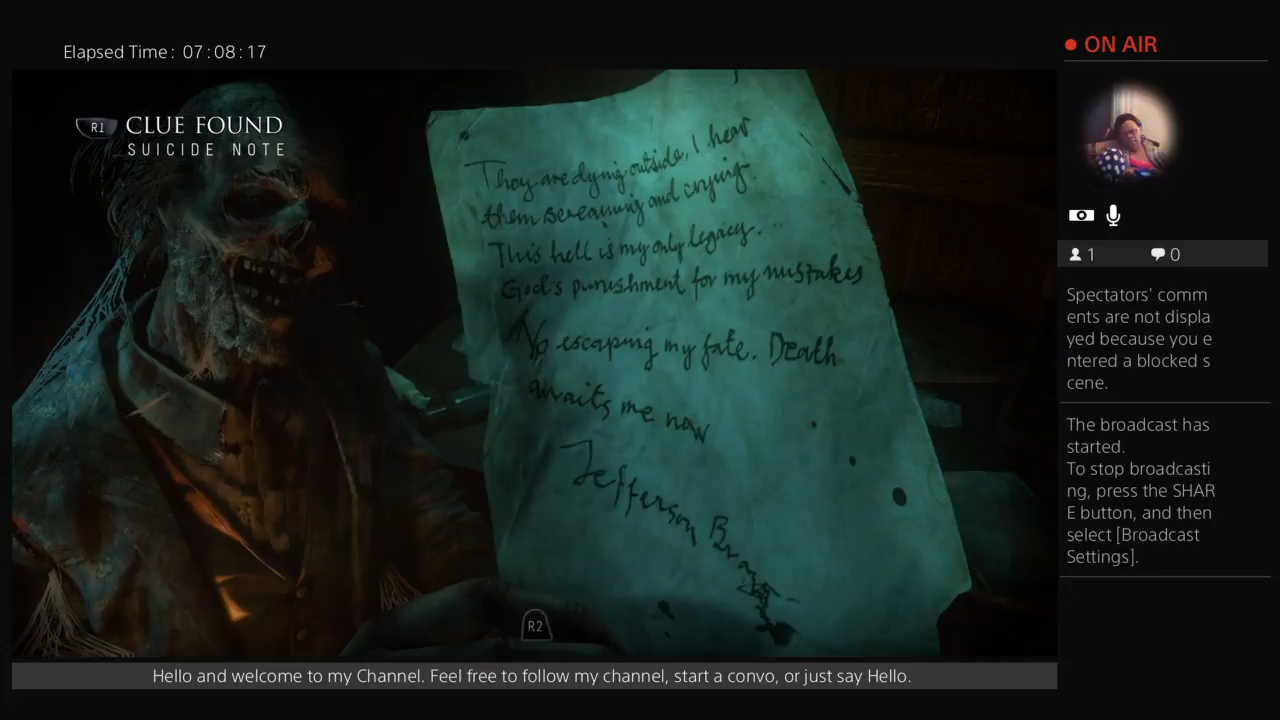 Elapsed Time: 07:08:17
ON AIR
R1 CLUE FOUND
SUICIDE NOTE
They are dying outside, I hear
them screaming and crying.
This hell is my only legacy...
God's punishment for my mistakes
No escaping my fate. Death
awaits me now
Jefferson
R2
1 0
Spectators' comm
ents are not displa
yed because you e
ntered a blocked s
cene.
The broadcast has
started.
To stop broadcasti
ng, press the SHAR
E button, and then
select [Broadcast
Settings].
Hello and welcome to my Channel. Feel free to follow my channel, start a convo, or just say Hello.